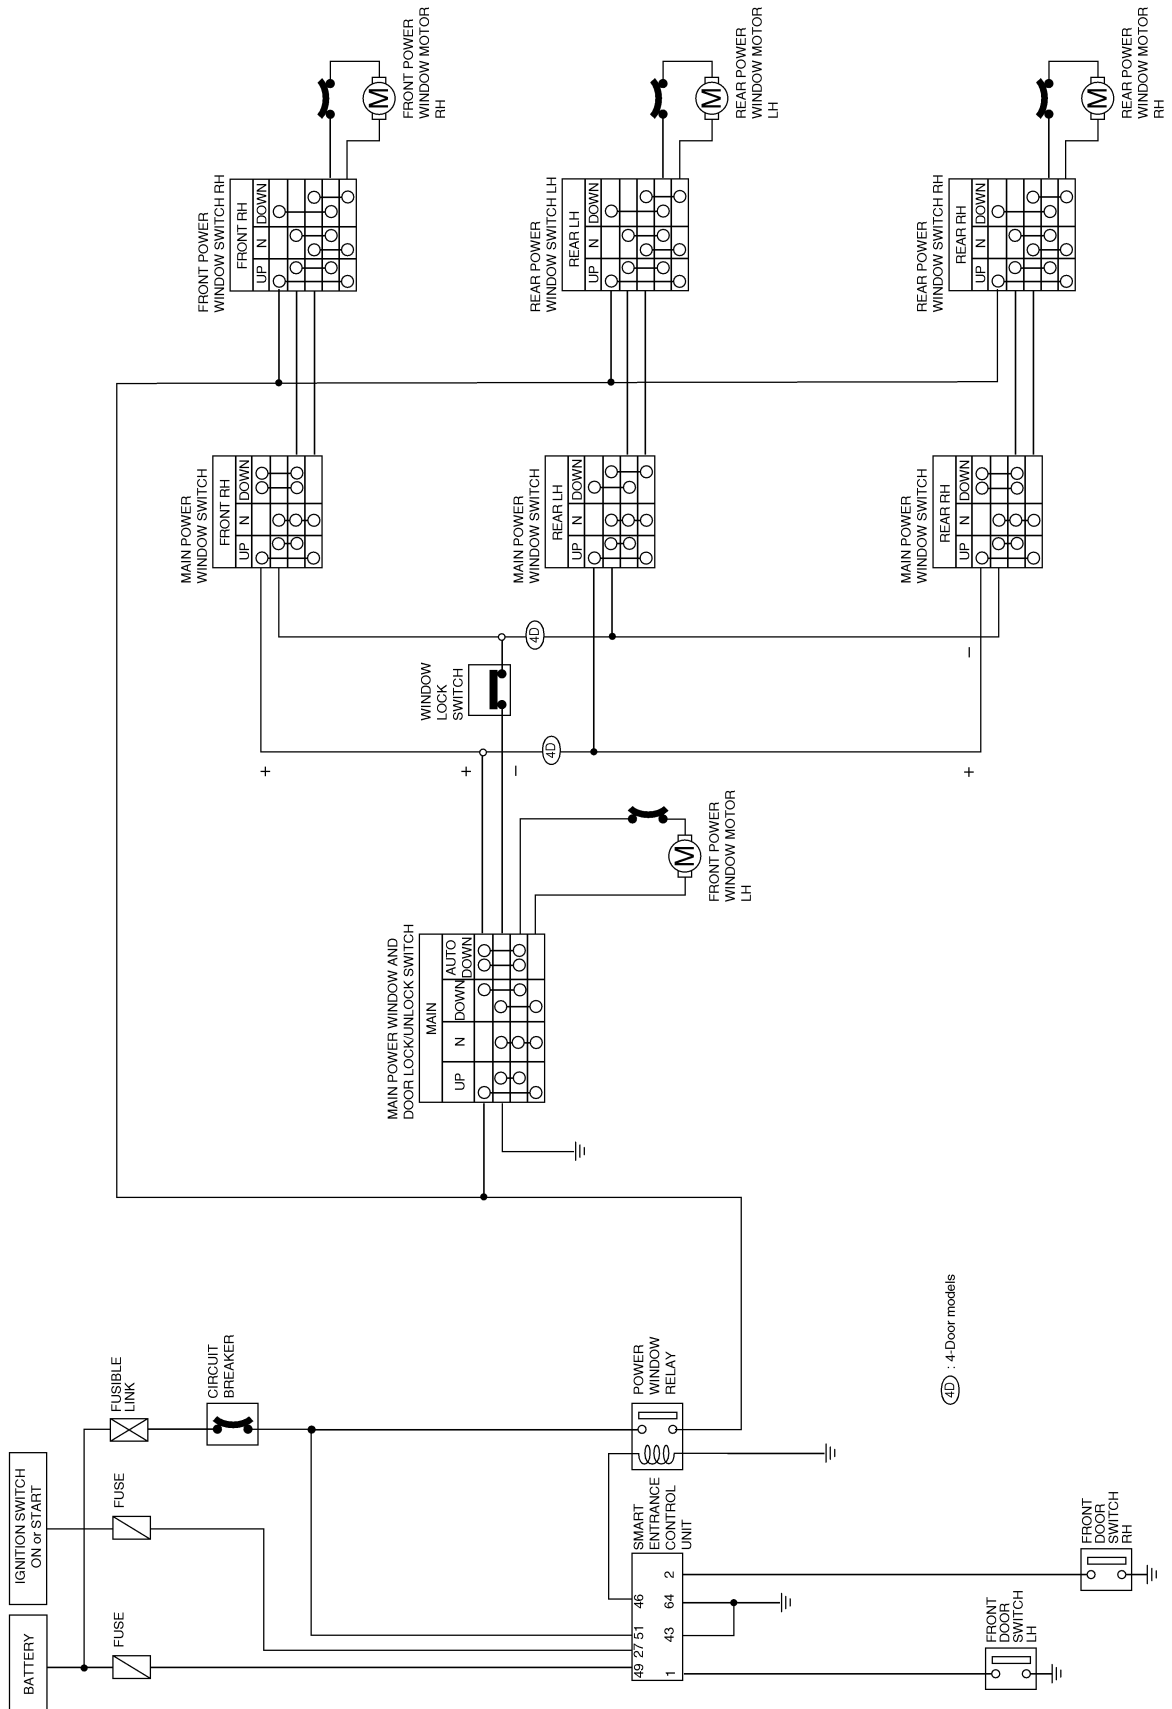 BATTERY
IGNITION SWITCH
ON or START
FUSE
FUSE
FUSIBLE
LINK
CIRCUIT
BREAKER
SMART
ENTRANCE
CONTROL
UNIT
49 27 51 46
1 43 64 2
POWER
WINDOW
RELAY
FRONT
DOOR
SWITCH
LH
FRONT
DOOR
SWITCH
RH
4D : 4-Door models
MAIN POWER WINDOW AND
DOOR LOCK/UNLOCK SWITCH
MAIN
UP N DOWN AUTO
DOWN
FRONT POWER
WINDOW MOTOR
LH
M
+
+
–
+
–
4D
4D
WINDOW
LOCK
SWITCH
MAIN POWER
WINDOW SWITCH
FRONT RH
UP N DOWN
MAIN POWER
WINDOW SWITCH
REAR LH
UP N DOWN
MAIN POWER
WINDOW SWITCH
REAR RH
UP N DOWN
FRONT POWER
WINDOW SWITCH RH
FRONT RH
UP N DOWN
M
FRONT POWER
WINDOW MOTOR
RH
REAR POWER
WINDOW SWITCH LH
REAR LH
UP N DOWN
M
REAR POWER
WINDOW MOTOR
LH
REAR POWER
WINDOW SWITCH RH
REAR RH
UP N DOWN
M
REAR POWER
WINDOW MOTOR
RH